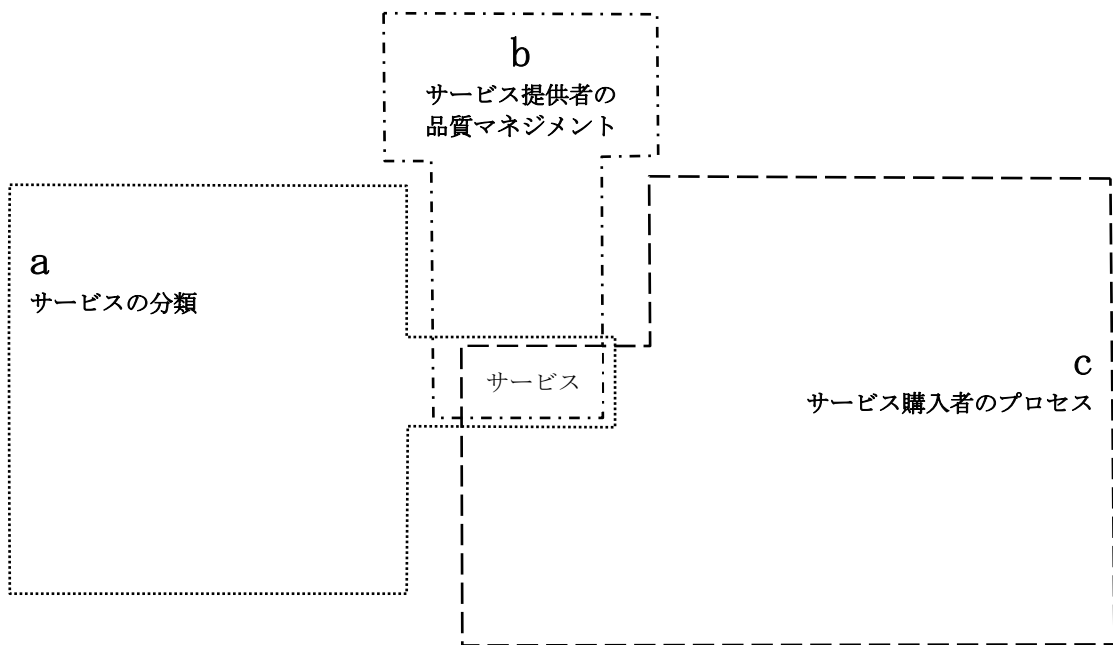 b
サービス提供者の
品質マネジメント
a
サービスの分類
サービス
c
サービス購入者のプロセス